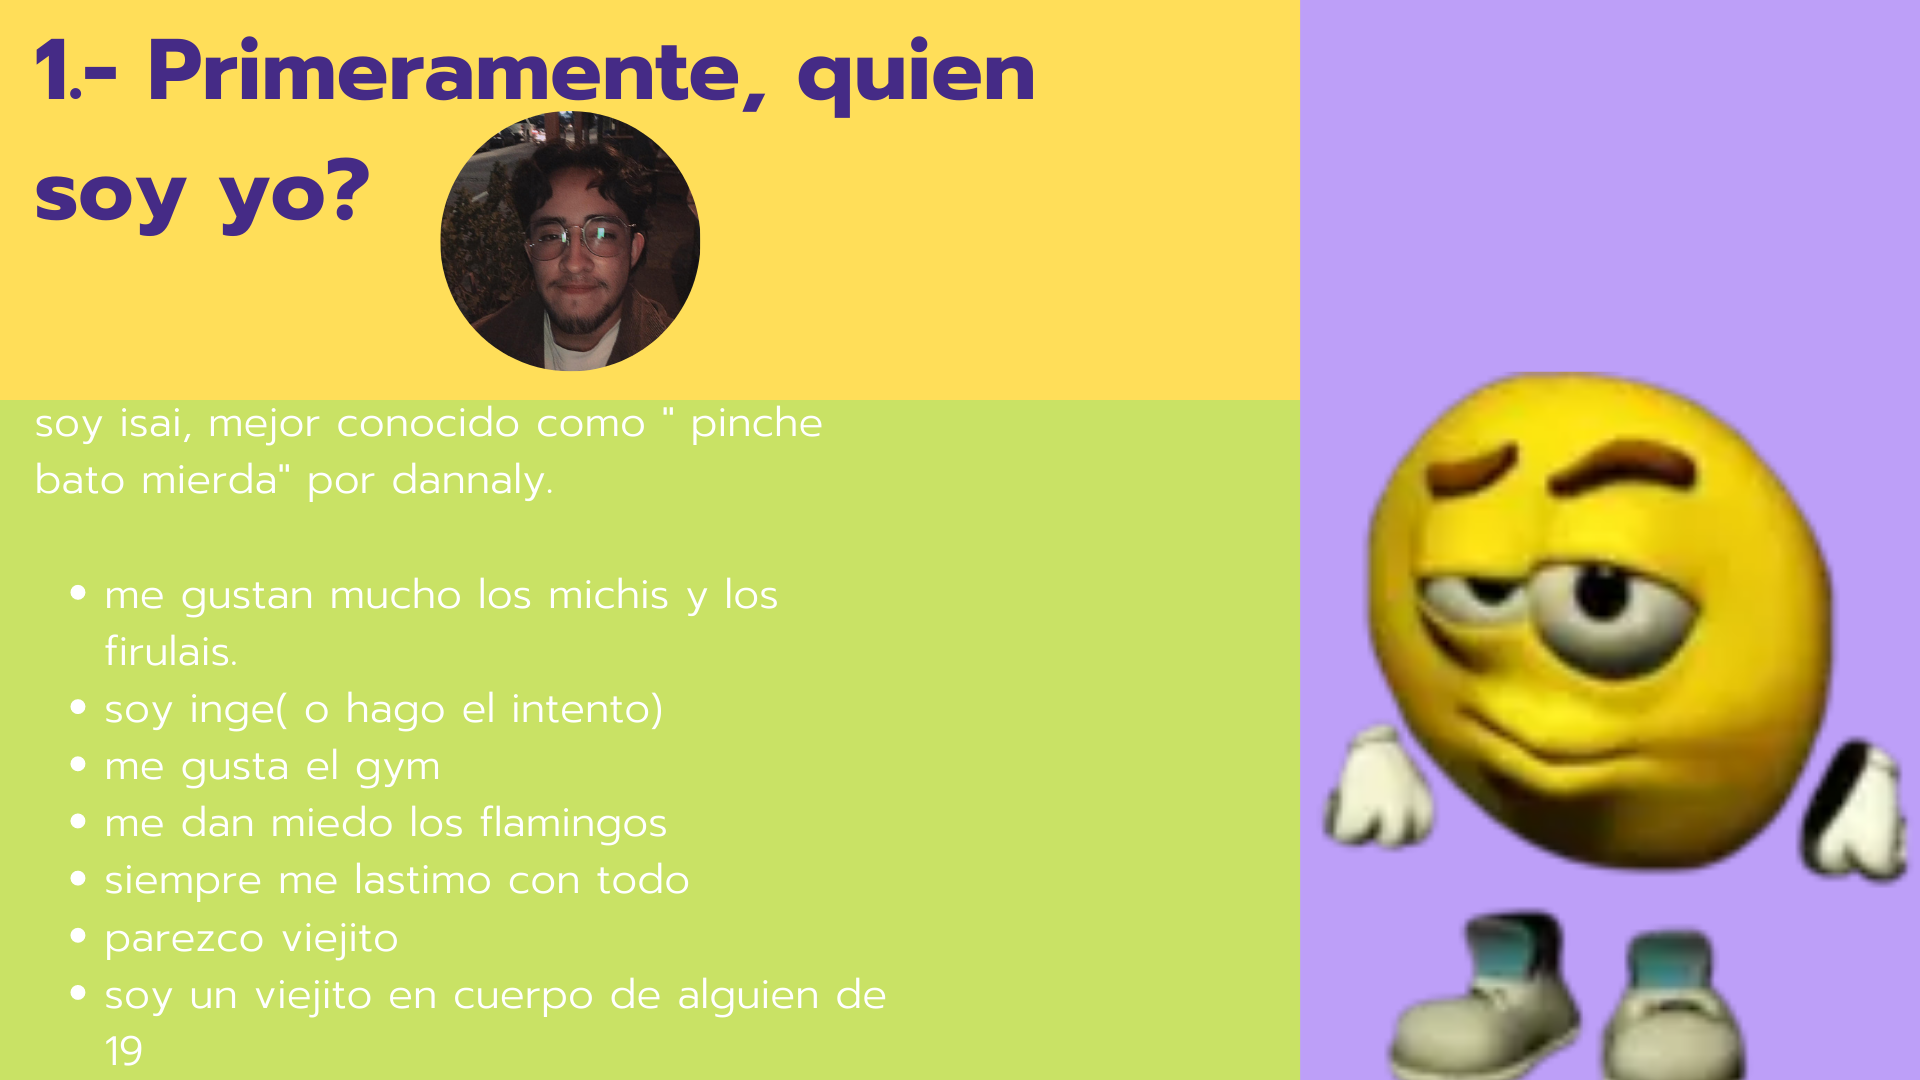 1.- Primeramente, quien
soy yo?
soy isai, mejor conocido como " pinche
bato mierda" por dannaly.
• me gustan mucho los michis y los
firulais.
• soy inge( o hago el intento)
• me gusta el gym
• me dan miedo los flamingos
• siempre me lastimo con todo
• parezco viejito
• soy un viejito en cuerpo de alguien de
19